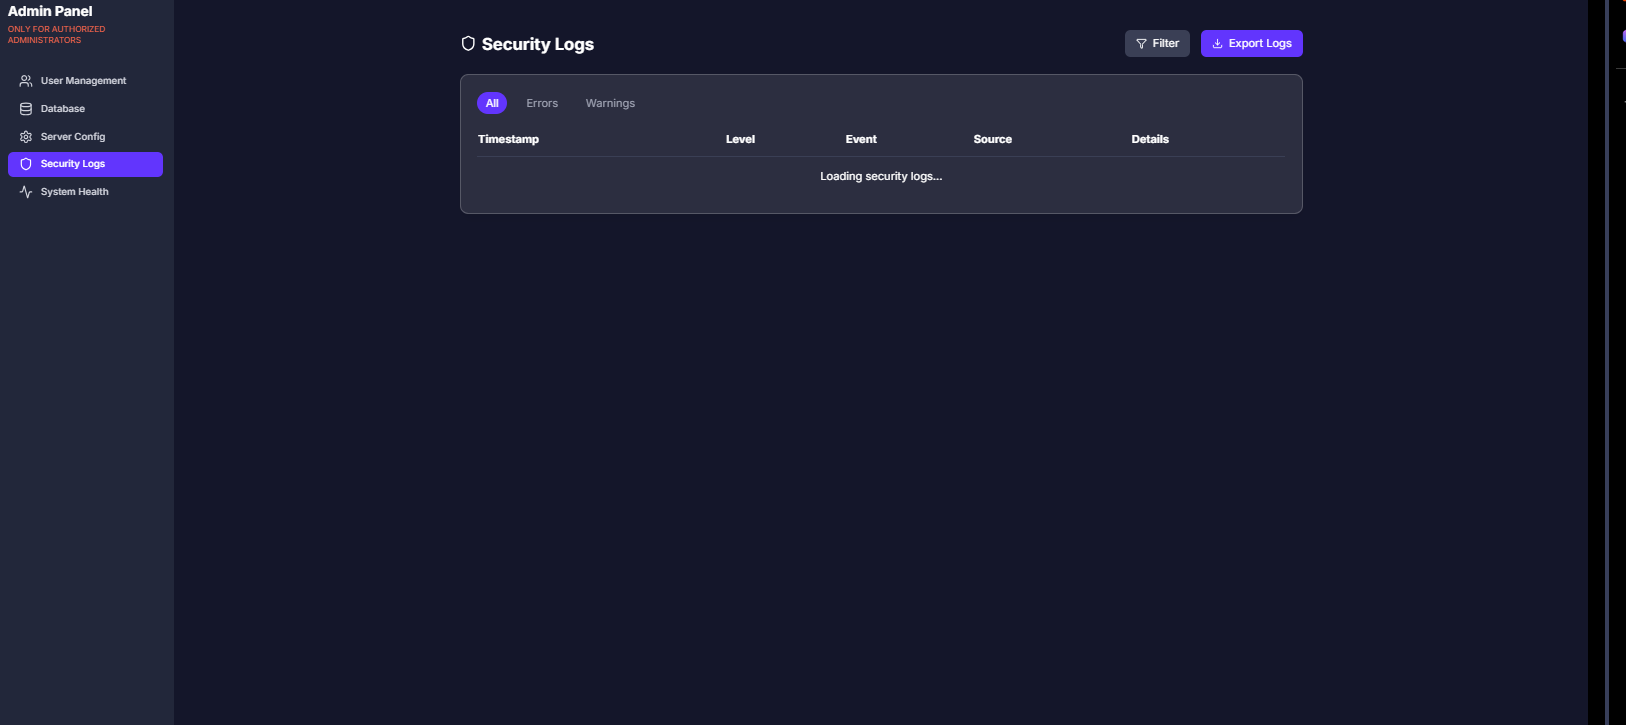 Admin Panel
ONLY FOR AUTHORIZED
ADMINISTRATORS
User Management
Database
Server Config
Security Logs
System Health
Security Logs
Filter
Export Logs
All Errors Warnings
Timestamp Level Event Source Details
Loading security logs...